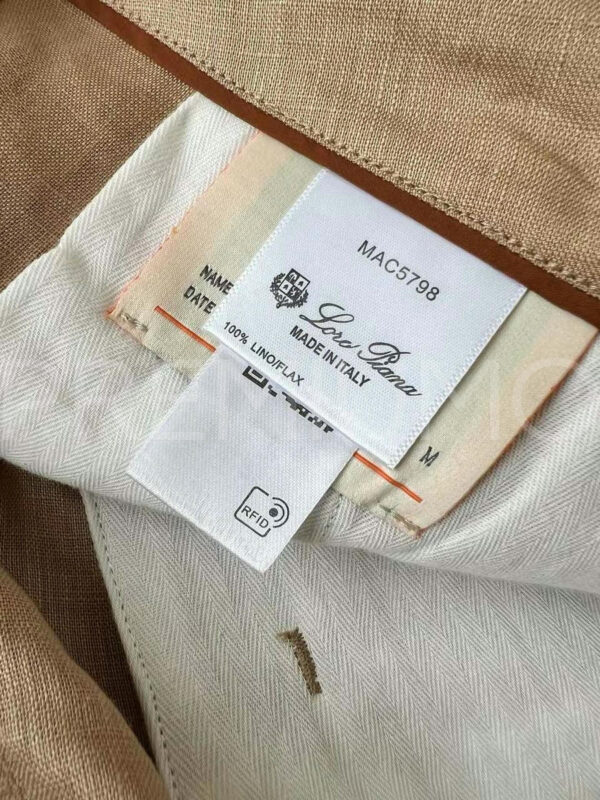 MAC5798
Loro Piana
MADE IN ITALY
100% LINO/FLAX
NAME
DATE
M
RFID